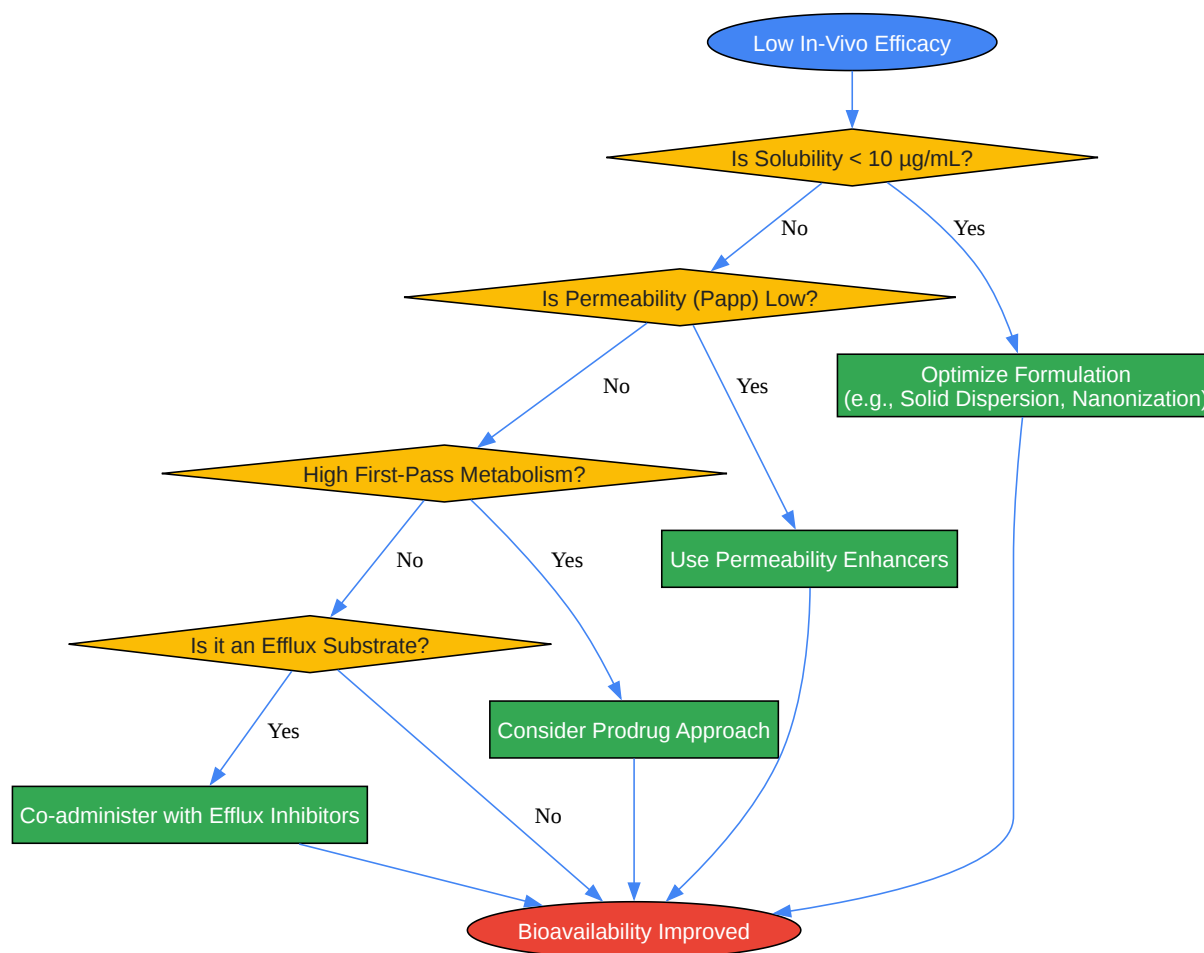 Low In-Vivo Efficacy
Is Solubility < 10 µg/mL?
No
Yes
Is Permeability (Papp) Low?
Optimize Formulation
(e.g., Solid Dispersion, Nanonization)
No
Yes
High First-Pass Metabolism?
Use Permeability Enhancers
No
Yes
Is it an Efflux Substrate?
Consider Prodrug Approach
Yes
Co-administer with Efflux Inhibitors
No
Bioavailability Improved